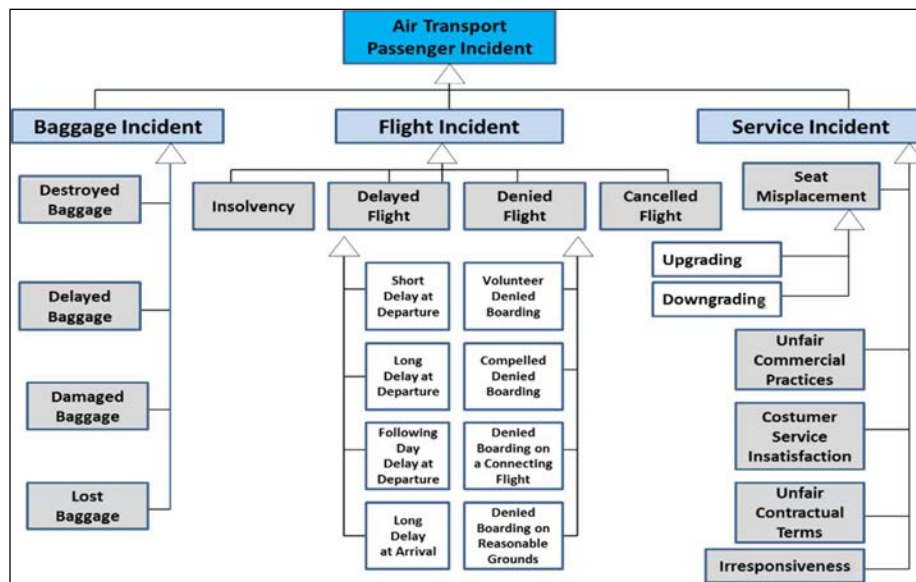 Air Transport
Passenger Incident
Baggage Incident
Flight Incident
Service Incident
Destroyed
Baggage
Delayed
Baggage
Damaged
Baggage
Lost
Baggage
Insolvency
Delayed
Flight
Denied
Flight
Cancelled
Flight
Short
Delay at
Departure
Long
Delay at
Departure
Following
Day
Delay at
Departure
Long
Delay
at Arrival
Volunteer
Denied
Boarding
Compelled
Denied
Boarding
Denied
Boarding on
a Connecting
Flight
Denied
Boarding on
Reasonable
Grounds
Seat
Misplacement
Upgrading
Downgrading
Unfair
Commercial
Practices
Costumer
Service
Insatisfaction
Unfair
Contractual
Terms
Irresponsiveness